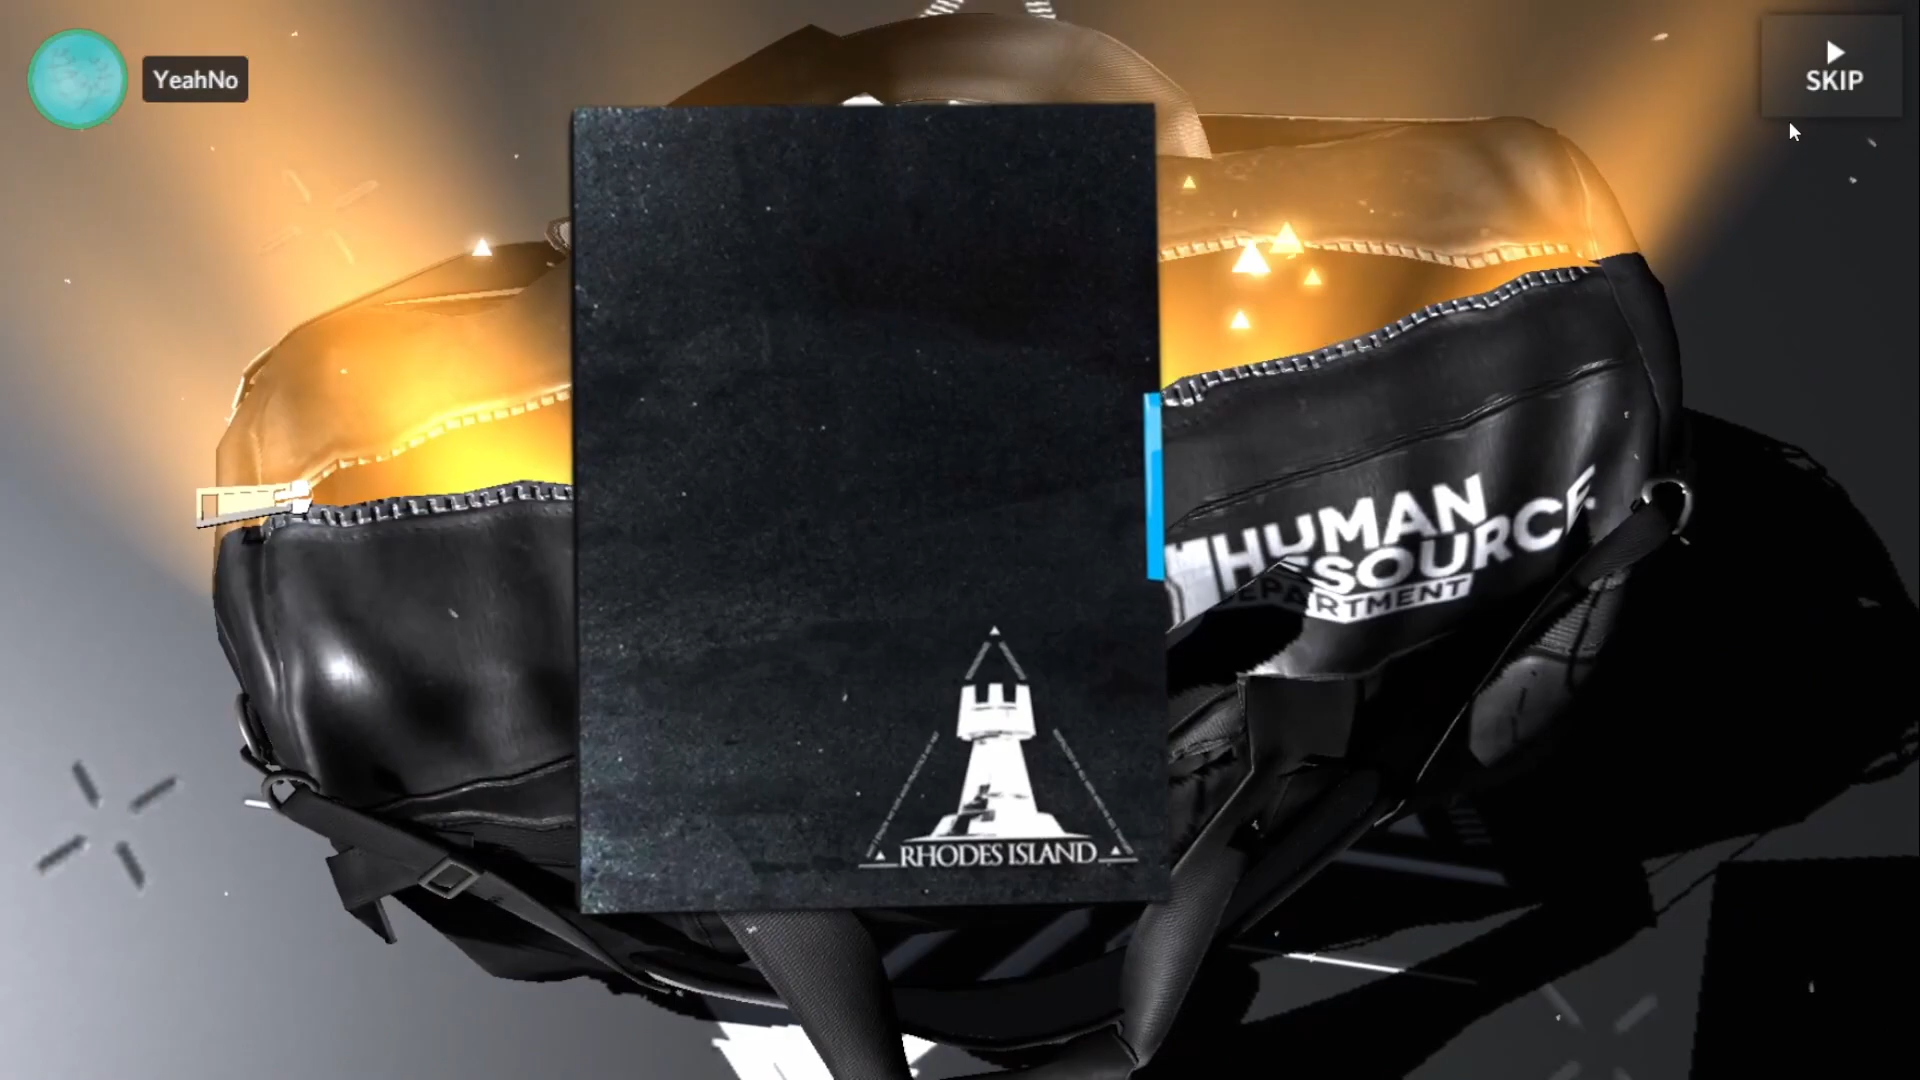 YeahNo
SKIP
HUMAN
RESOURCE
DEPARTMENT
RHODES ISLAND